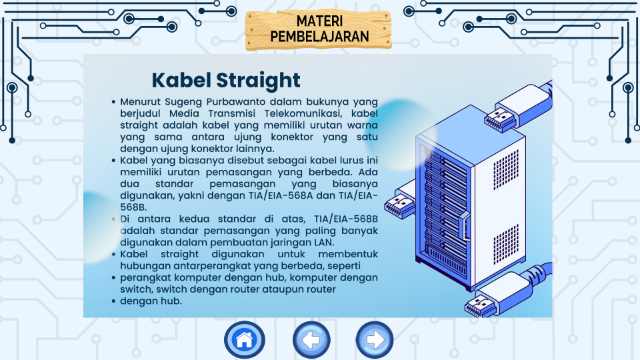 MATERI
PEMBELAJARAN
Kabel Straight
• Menurut Sugeng Purbawanto dalam bukunya yang
berjudul Media Transmisi Telekomunikasi, kabel
straight adalah kabel yang memiliki urutan warna
yang sama antara ujung konektor yang satu
dengan ujung konektor lainnya.
• Kabel yang biasanya disebut sebagai kabel lurus ini
memiliki urutan pemasangan yang berbeda. Ada
dua standar pemasangan yang biasanya
digunakan, yakni dengan TIA/EIA-568A dan TIA/EIA-
568B.
• Di antara kedua standar di atas, TIA/EIA-568B
adalah standar pemasangan yang paling banyak
digunakan dalam pembuatan jaringan LAN.
• Kabel straight digunakan untuk membentuk
hubungan antarperangkat yang berbeda, seperti
• perangkat komputer dengan hub, komputer dengan
switch, switch dengan router ataupun router
• dengan hub.